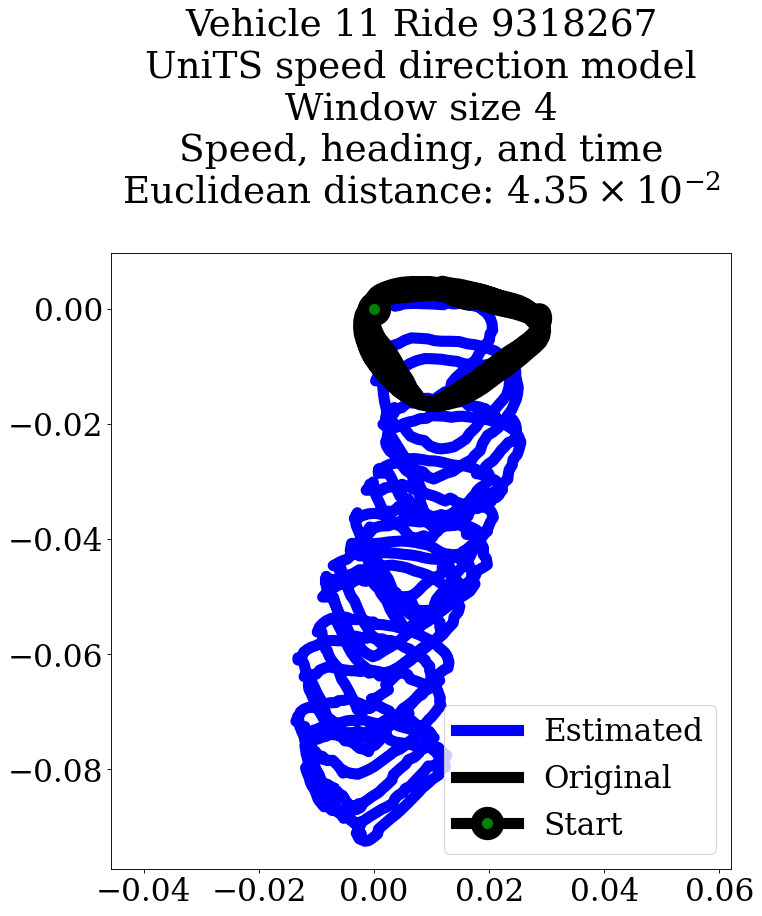 Vehicle 11 Ride 9318267
UniTS speed direction model
Window size 4
Speed, heading, and time
Euclidean distance: 4.35 × 10⁻²
0.00
−0.02
−0.04
−0.06
−0.08
Estimated
Original
Start
−0.04 −0.02 0.00 0.02 0.04 0.06